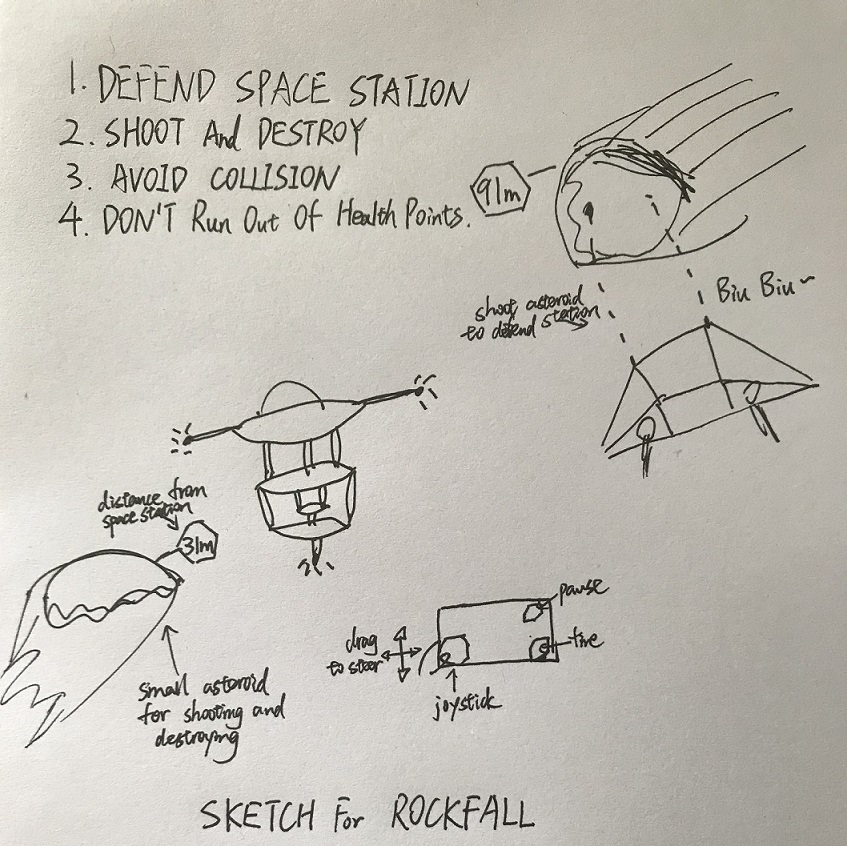 1. DEFEND SPACE STATION
2. SHOOT And DESTROY
3. AVOID COLLISION
4. DON'T Run Out Of Health Points.
91m
Biu Biu~
shoot asteroid
to defend station
distance from
space station
31m
small asteroid
for shooting and
destroying
drag
to steer
joystick
pause
fire
SKETCH For ROCKFALL